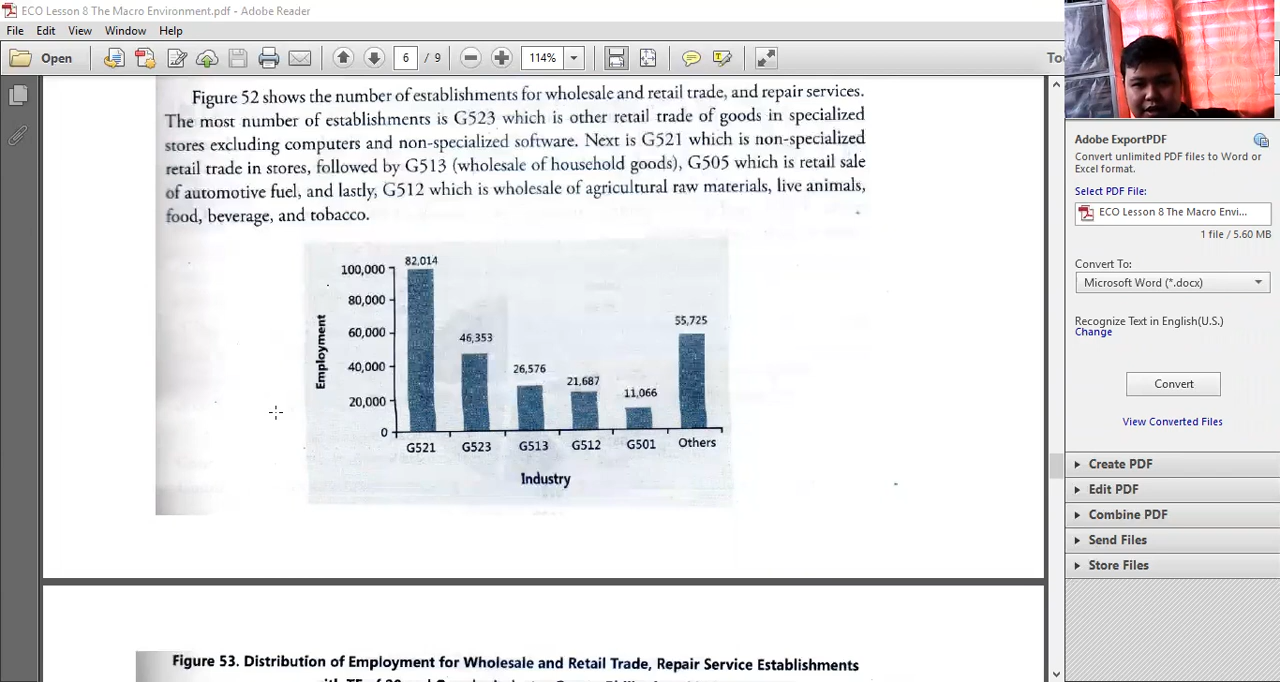 ECO Lesson 8 The Macro Environment.pdf - Adobe Reader
File Edit View Window Help
Open 6 / 9 114%
Figure 52 shows the number of establishments for wholesale and retail trade, and repair services.
The most number of establishments is G523 which is other retail trade of goods in specialized
stores excluding computers and non-specialized software. Next is G521 which is non-specialized
retail trade in stores, followed by G513 (wholesale of household goods), G505 which is retail sale
of automotive fuel, and lastly, G512 which is wholesale of agricultural raw materials, live animals,
food, beverage, and tobacco.
Employment
100,000
80,000
60,000
40,000
20,000
0
82,014
46,353
26,576
21,687
11,066
55,725
G521 G523 G513 G512 G501 Others
Industry
Figure 53. Distribution of Employment for Wholesale and Retail Trade, Repair Service Establishments
Adobe ExportPDF
Convert unlimited PDF files to Word or
Excel format.
Select PDF File:
ECO Lesson 8 The Macro Envi...
1 file / 5.60 MB
Convert To:
Microsoft Word (*.docx)
Recognize Text in English(U.S.)
Change
Convert
View Converted Files
Create PDF
Edit PDF
Combine PDF
Send Files
Store Files